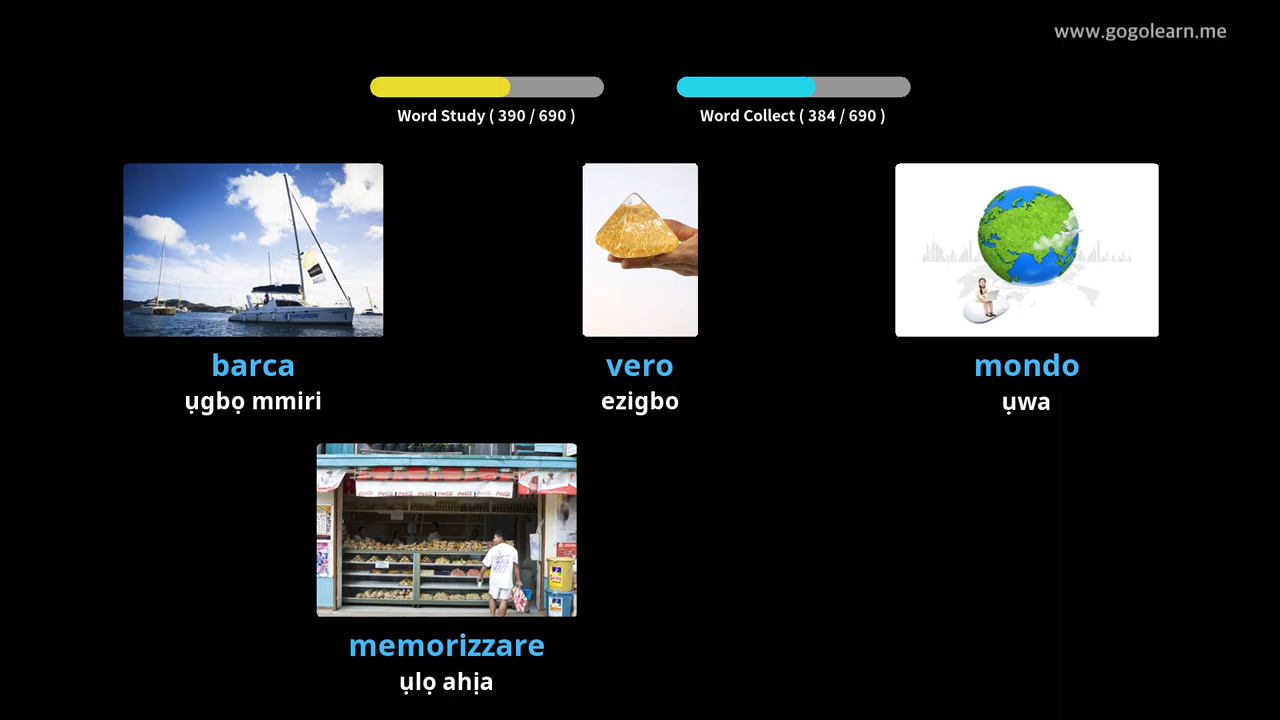 www.gogolearn.me
Word Study ( 390 / 690 )
Word Collect ( 384 / 690 )
barca
ụgbọ mmiri
vero
ezigbo
mondo
ụwa
memorizzare
ụlọ ahịa